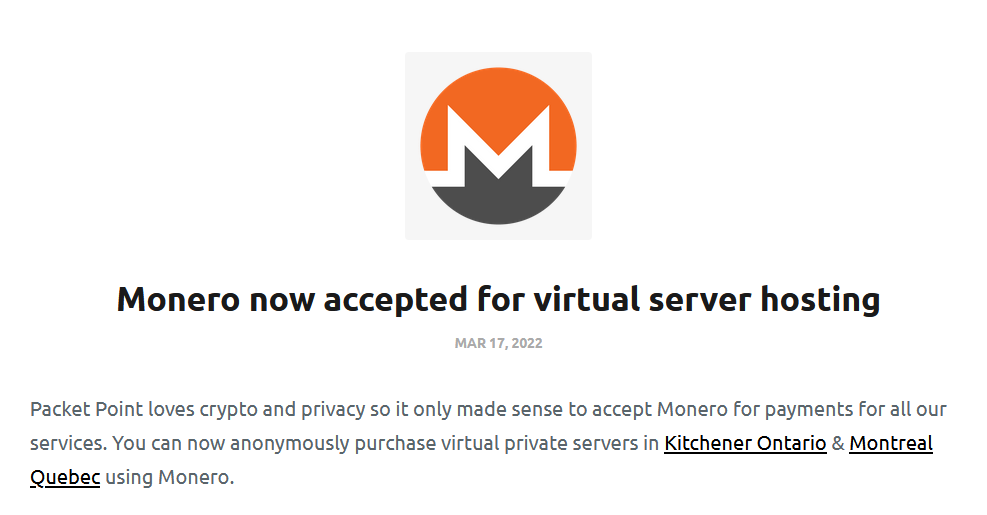 Monero now accepted for virtual server hosting
MAR 17, 2022
Packet Point loves crypto and privacy so it only made sense to accept Monero for payments for all our
services. You can now anonymously purchase virtual private servers in Kitchener Ontario & Montreal
Quebec using Monero.